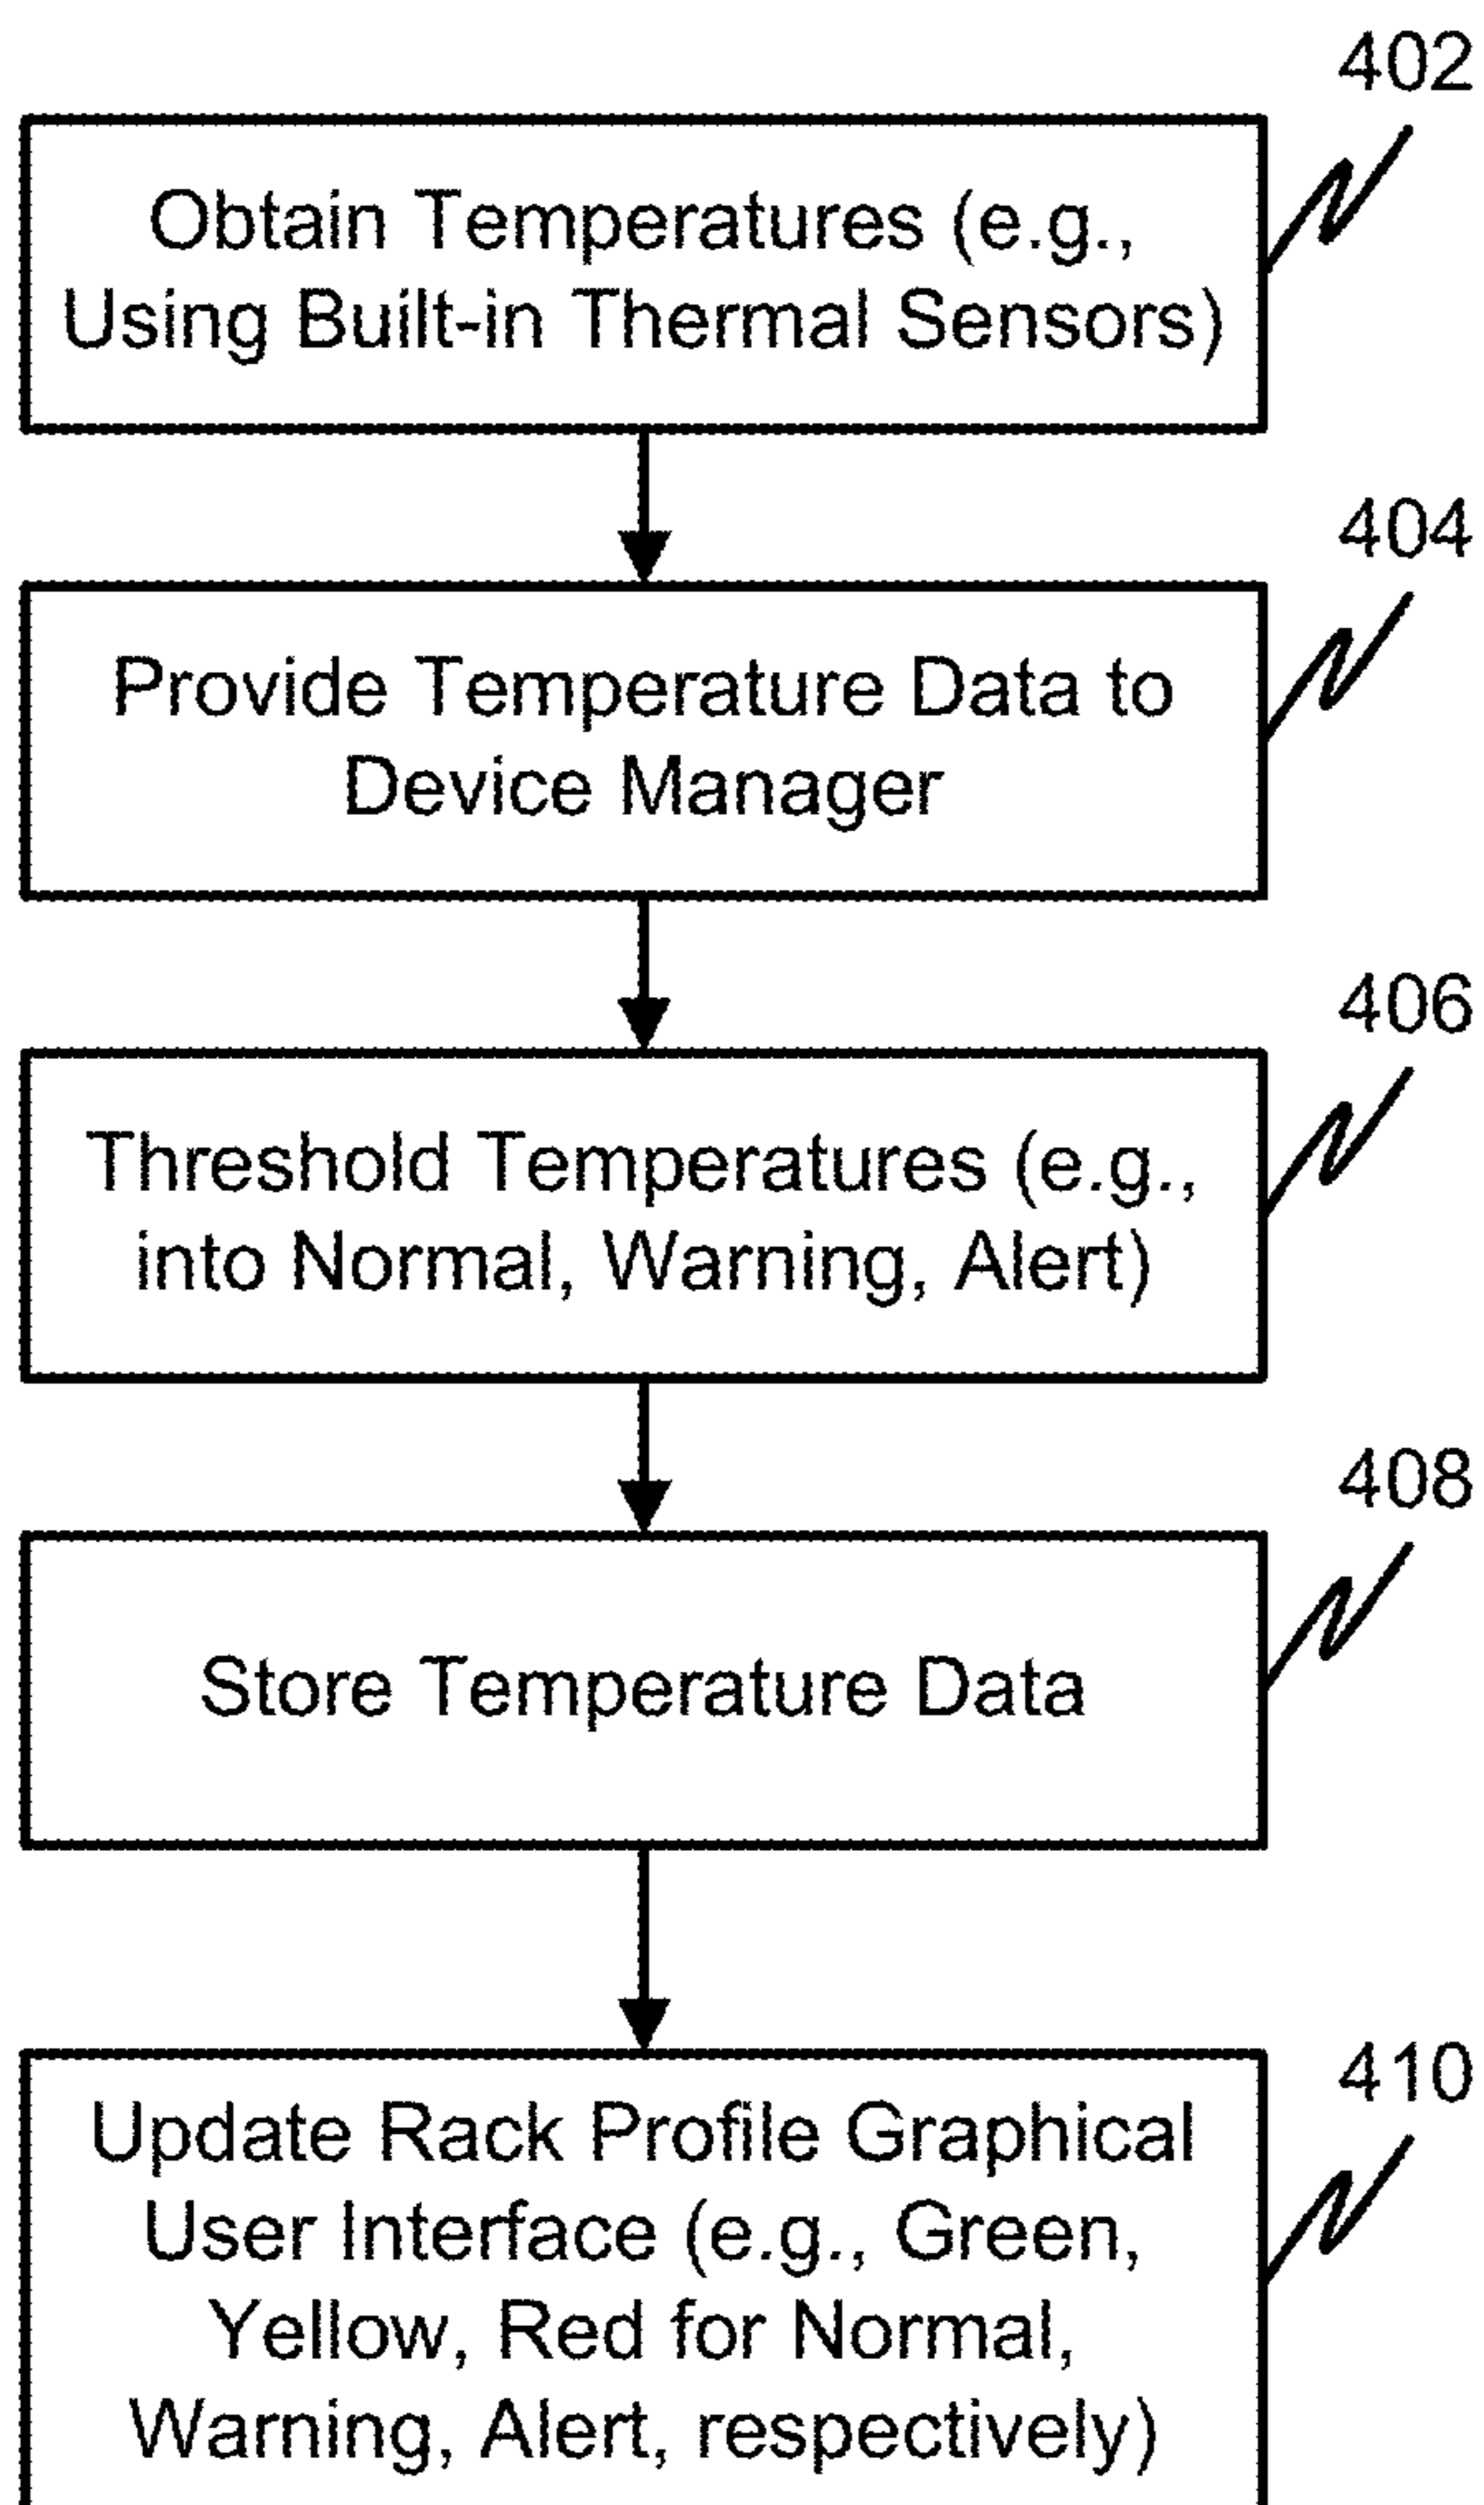 402
Obtain Temperatures (e.g.,
Using Built-in Thermal Sensors)
404
Provide Temperature Data to
Device Manager
406
Threshold Temperatures (e.g.,
into Normal, Warning, Alert)
408
Store Temperature Data
410
Update Rack Profile Graphical
User Interface (e.g., Green,
Yellow, Red for Normal,
Warning, Alert, respectively)